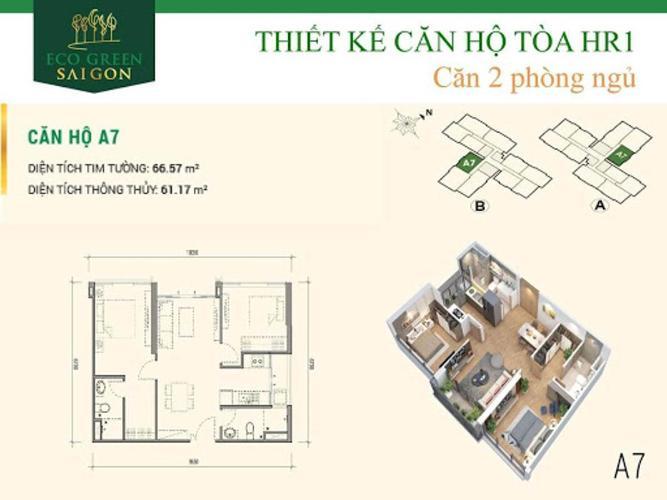 ECO GREEN
SAIGON
THIẾT KẾ CĂN HỘ TÒA HR1
Căn 2 phòng ngủ
CĂN HỘ A7
DIỆN TÍCH TIM TƯỜNG: 66.57 m²
DIỆN TÍCH THÔNG THỦY: 61.17 m²
N
A7
A7
B
A
A7